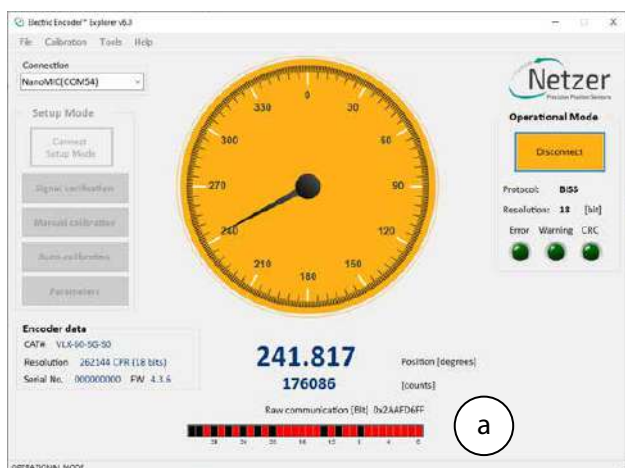 Electric Encoder™ Explorer v6.3
File Calibration Tools Help
Connection
NanoMIC(COM54)
Setup Mode
Connect
Setup Mode
Signal verification
Manual calibration
Auto calibration
Parameters
Encoder data
CAT# VLX-60-SG-S0
Resolution 262144 CPR (18 bits)
Serial No. 000000000 FW 4.3.6
0
30
60
90
120
150
180
210
240
270
300
330
241.817
Position [degrees]
176086
[counts]
Raw communication [Bit] 0x2AAFD6FF
a
Netzer
Precision Position Sensors
Operational Mode
Disconnect
Protocol: BiSS
Resolution: 18 [bit]
Error Warning CRC
OPERATIONAL MODE